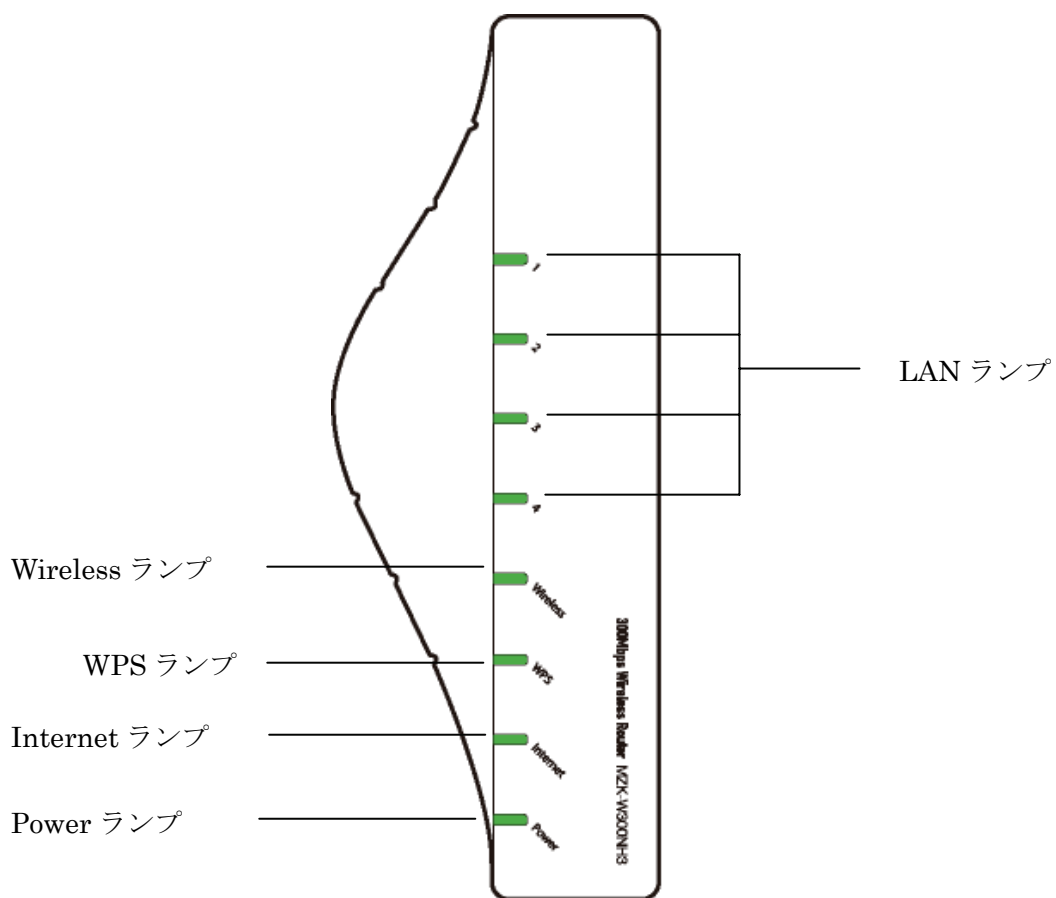 1
2
LAN ランプ
3
4
Wireless ランプ
Wireless
WPS ランプ
WPS
Internet ランプ
Internet
Power ランプ
Power
300Mbps Wireless Router MZK-W300NH3